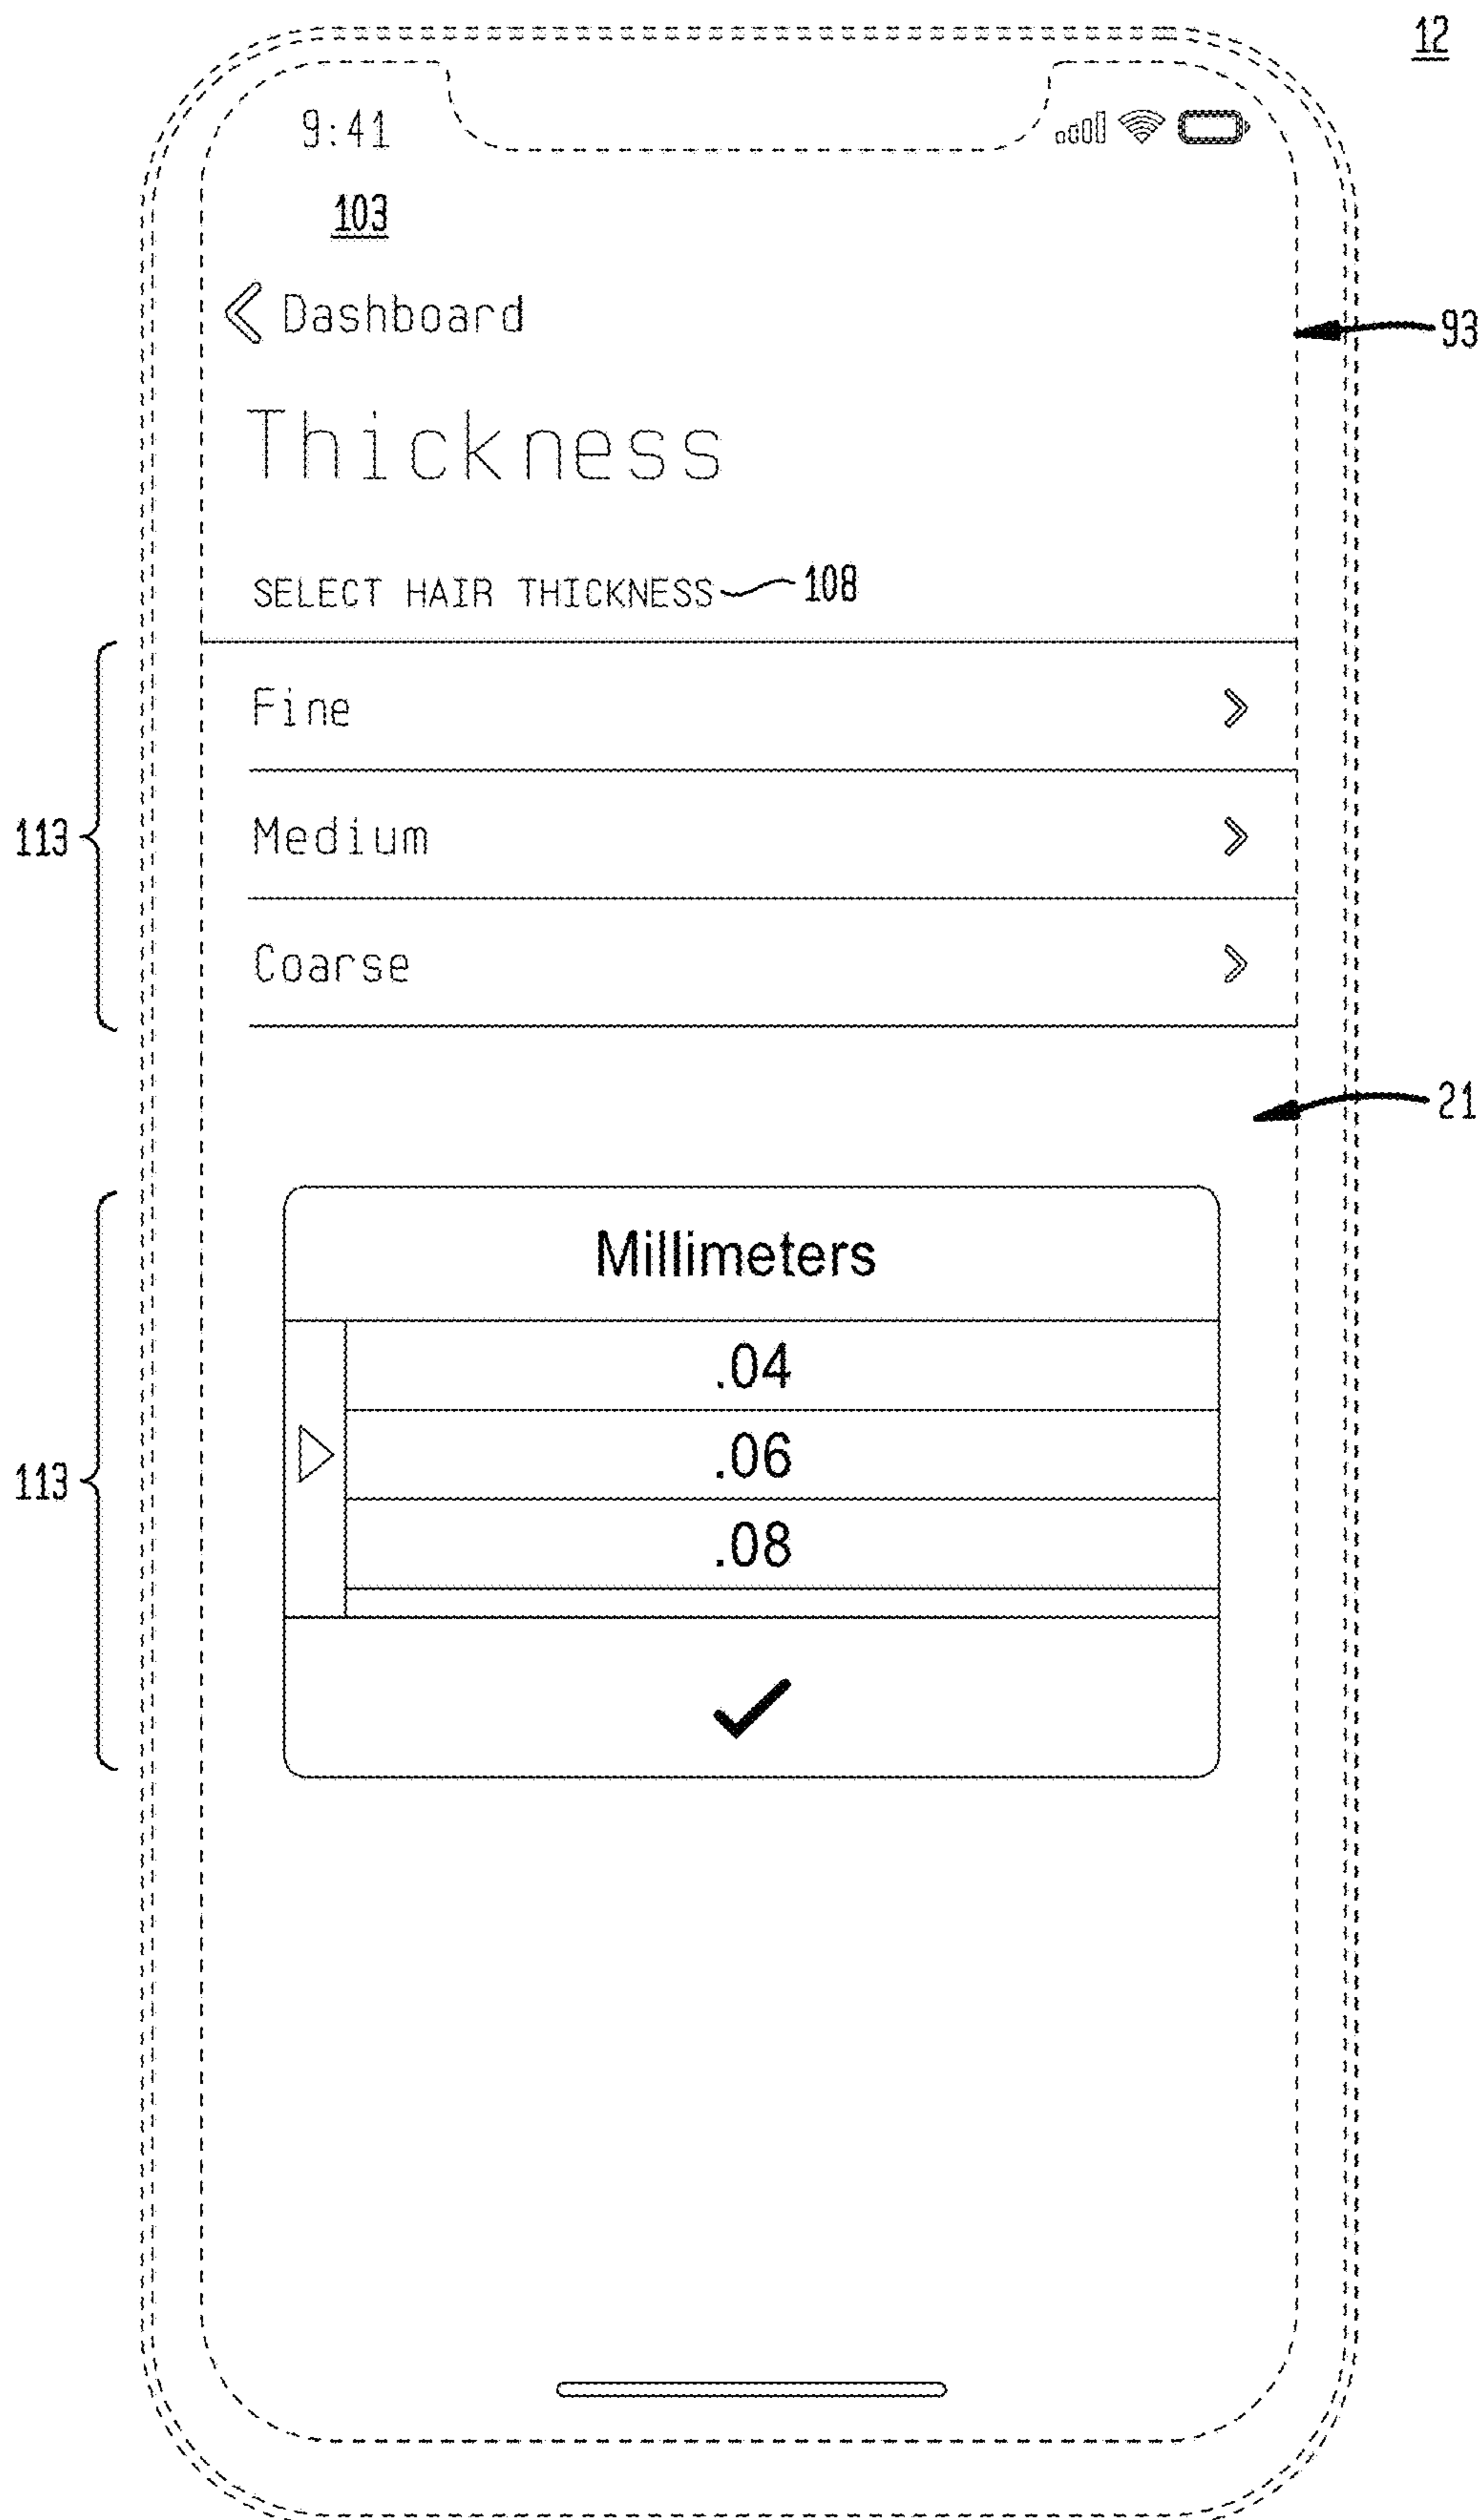 12
9:41
103
Dashboard
93
Thickness
SELECT HAIR THICKNESS 108
Fine
113
Medium
Coarse
21
Millimeters
.04
.06
113
.08